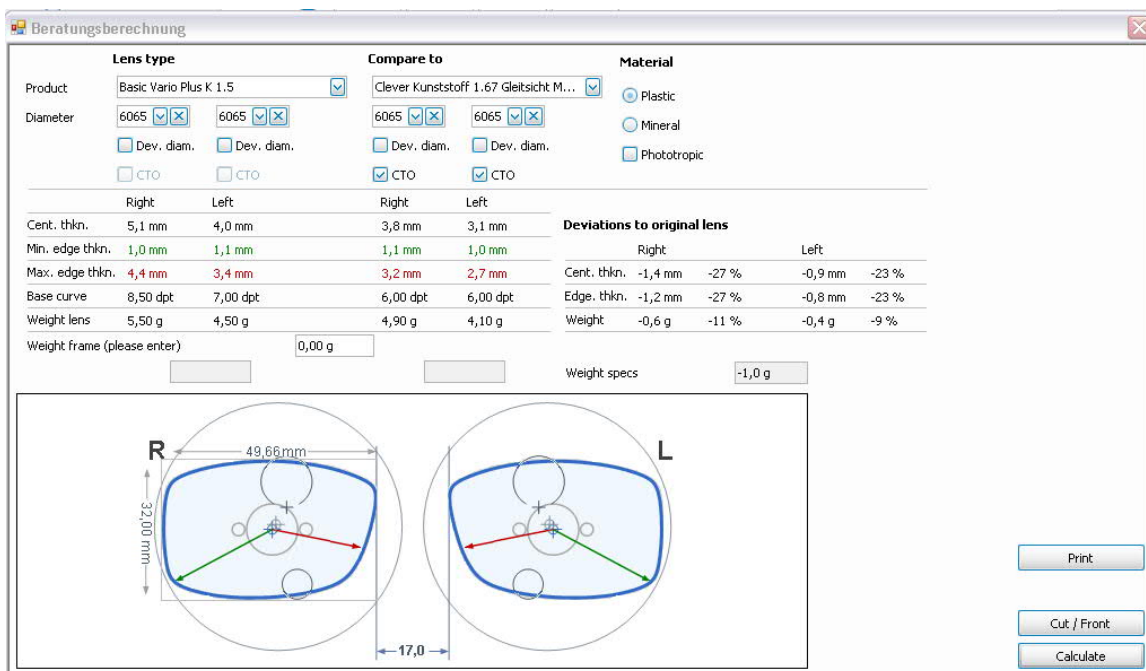 Beratungsberechnung
Lens type Compare to Material
Product Basic Vario Plus K 1.5 Clever Kunststoff 1.67 Gleitsicht M... Plastic
Diameter 6065 6065 6065 6065 Mineral
Dev. diam. Dev. diam. Dev. diam. Dev. diam. Phototropic
CTO CTO CTO CTO
Right Left Right Left
Cent. thkn. 5,1 mm 4,0 mm 3,8 mm 3,1 mm Deviations to original lens
Min. edge thkn. 1,0 mm 1,1 mm 1,1 mm 1,0 mm Right Left
Max. edge thkn. 4,4 mm 3,4 mm 3,2 mm 2,7 mm Cent. thkn. -1,4 mm -27 % -0,9 mm -23 %
Base curve 8,50 dpt 7,00 dpt 6,00 dpt 6,00 dpt Edge. thkn. -1,2 mm -27 % -0,8 mm -23 %
Weight lens 5,50 g 4,50 g 4,90 g 4,10 g Weight -0,6 g -11 % -0,4 g -9 %
Weight frame (please enter) 0,00 g
Weight specs -1,0 g
R 49,66 mm L
32,00 mm
17,0
Print
Cut / Front
Calculate